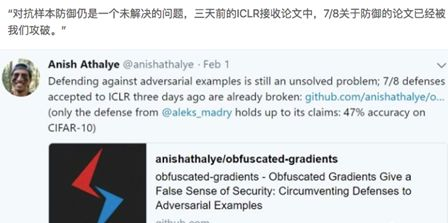 “对抗样本防御仍是一个未解决的问题，三天前的ICLR接收论文中，7/8关于防御的论文已经被
我们攻破。”
Anish Athalye @anishathalye · Feb 1
Defending against adversarial examples is still an unsolved problem; 7/8 defenses
accepted to ICLR three days ago are already broken: github.com/anishathalye/o...
(only the defense from @aleks_madry holds up to its claims: 47% accuracy on
CIFAR-10)
anishathalye/obfuscated-gradients
obfuscated-gradients - Obfuscated Gradients Give a
False Sense of Security: Circumventing Defenses to
Adversarial Examples
github.com